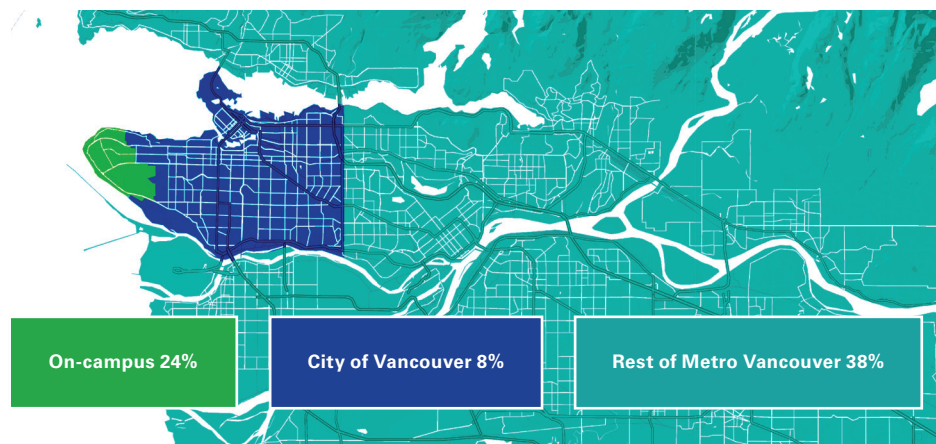 On-campus 24%
City of Vancouver 8%
Rest of Metro Vancouver 38%